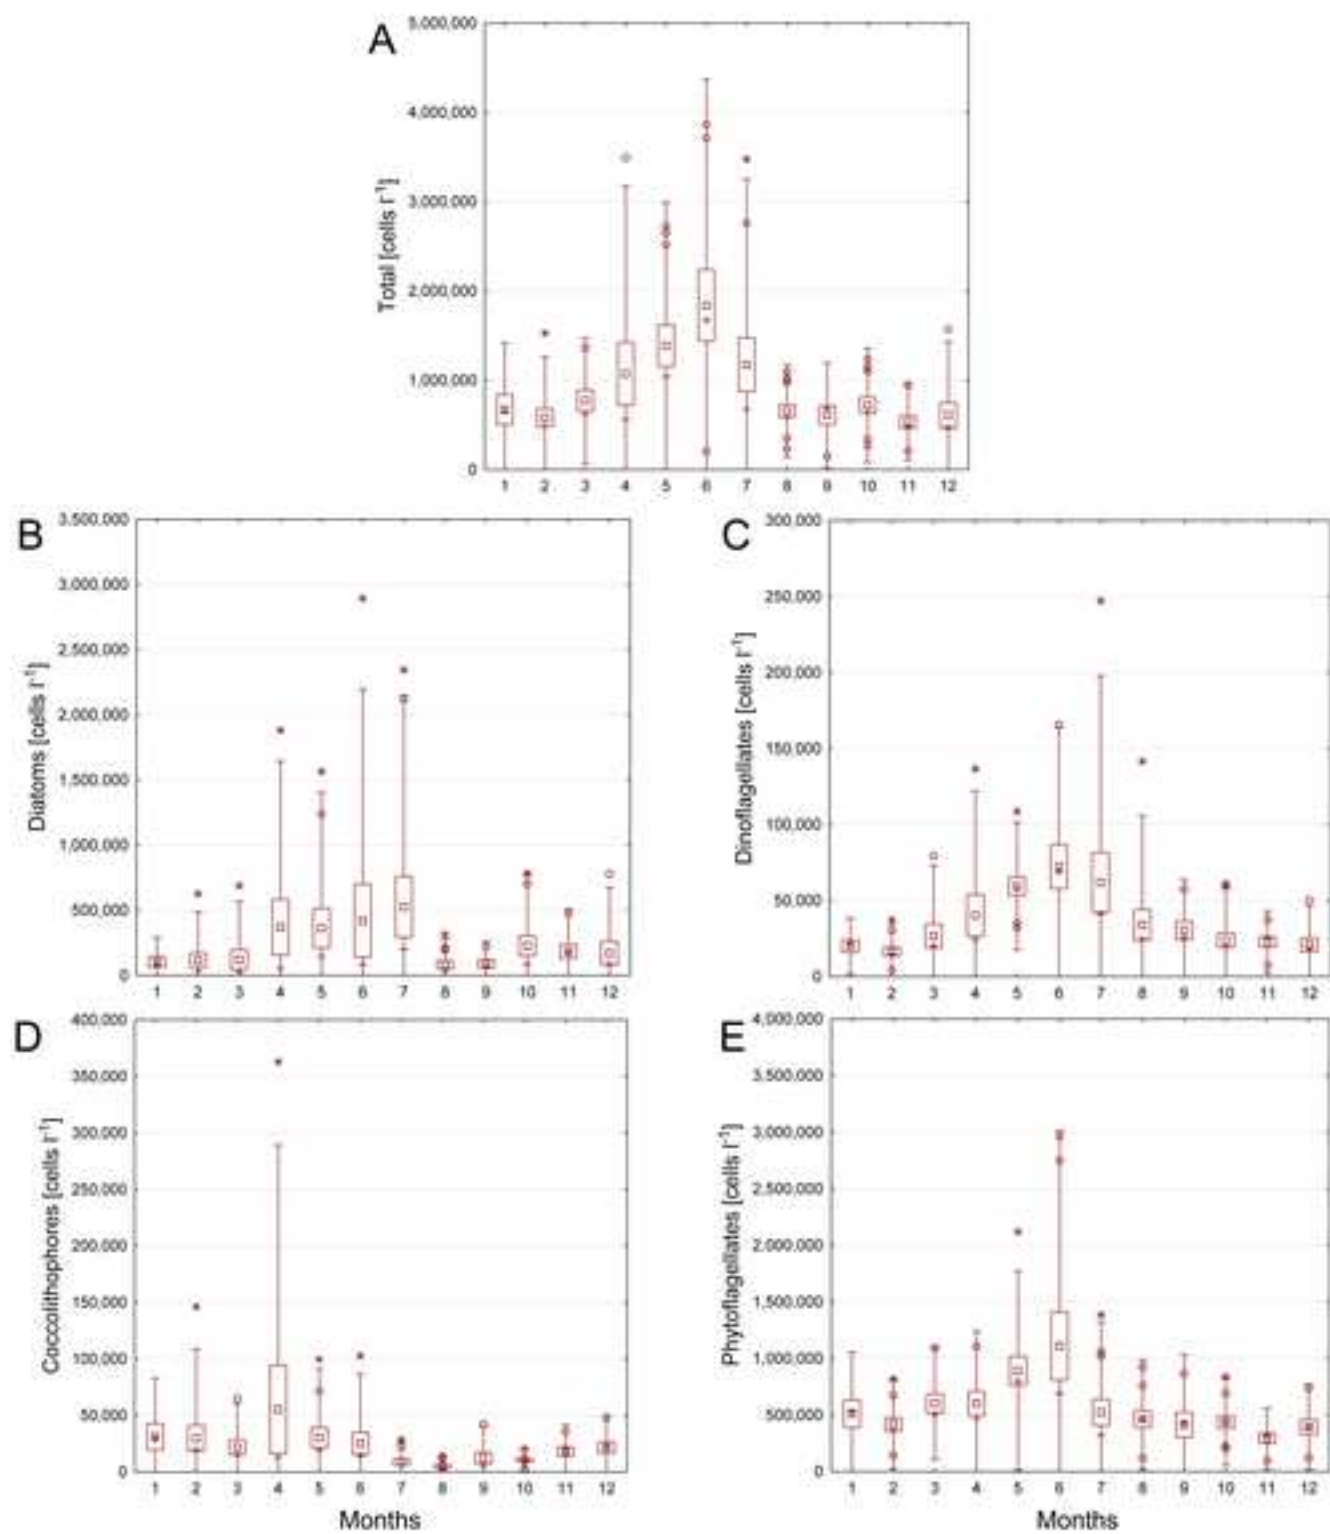 A
Total [cells l⁻¹]
5,000,000
4,000,000
3,000,000
2,000,000
1,000,000
0
1 2 3 4 5 6 7 8 9 10 11 12
B
Diatoms [cells l⁻¹]
3,500,000
3,000,000
2,500,000
2,000,000
1,500,000
1,000,000
500,000
0
1 2 3 4 5 6 7 8 9 10 11 12
C
Dinoflagellates [cells l⁻¹]
300,000
250,000
200,000
150,000
100,000
50,000
0
1 2 3 4 5 6 7 8 9 10 11 12
D
Coccolithophores [cells l⁻¹]
400,000
350,000
300,000
250,000
200,000
150,000
100,000
50,000
0
1 2 3 4 5 6 7 8 9 10 11 12
Months
E
Phytoflagellates [cells l⁻¹]
4,000,000
3,500,000
3,000,000
2,500,000
2,000,000
1,500,000
1,000,000
500,000
0
1 2 3 4 5 6 7 8 9 10 11 12
Months